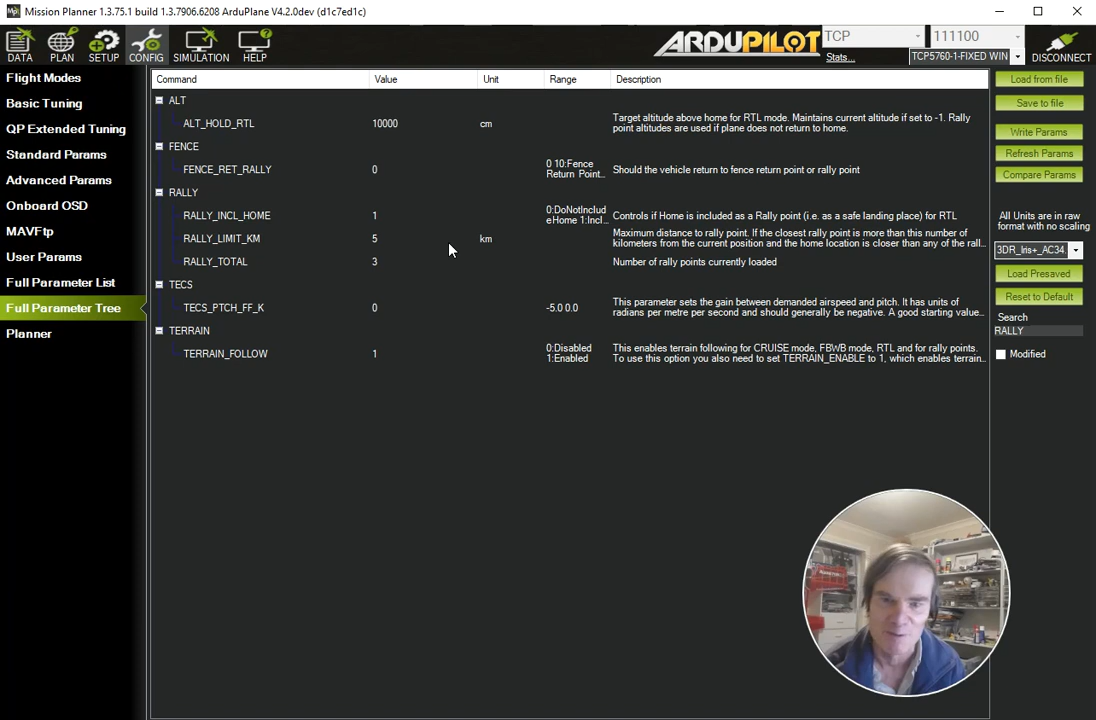 Mission Planner 1.3.75.1 build 1.3.7906.6208 ArduPlane V4.2.0dev (d1c7ed1c)
DATA PLAN SETUP CONFIG SIMULATION HELP
ARDUPILOT
TCP 111100
Stats... TCP5760-1-FIXED WIN
DISCONNECT
Flight Modes
Basic Tuning
QP Extended Tuning
Standard Params
Advanced Params
Onboard OSD
MAVFtp
User Params
Full Parameter List
Full Parameter Tree
Planner
Command Value Unit Range Description
ALT
ALT_HOLD_RTL 10000 cm Target altitude above home for RTL mode. Maintains current altitude if set to -1. Rally
point altitudes are used if plane does not return to home.
FENCE
FENCE_RET_RALLY 0 0 10:Fence
Return Point... Should the vehicle return to fence return point or rally point
RALLY
RALLY_INCL_HOME 1 0:DoNotInclud
eHome 1:Incl... Controls if Home is included as a Rally point (i.e. as a safe landing place) for RTL
RALLY_LIMIT_KM 5 km Maximum distance to rally point. If the closest rally point is more than this number of
kilometers from the current position and the home location is closer than any of the rall...
RALLY_TOTAL 3 Number of rally points currently loaded
TECS
TECS_PTCH_FF_K 0 -5.0 0.0 This parameter sets the gain between demanded airspeed and pitch. It has units of
radians per metre per second and should generally be negative. A good starting value...
TERRAIN
TERRAIN_FOLLOW 1 0:Disabled
1:Enabled This enables terrain following for CRUISE mode, FBWB mode, RTL and for rally points.
To use this option you also need to set TERRAIN_ENABLE to 1, which enables terrain...
Load from file
Save to file
Write Params
Refresh Params
Compare Params
All Units are in raw
format with no scaling
3DR_Iris+_AC34.
Load Presaved
Reset to Default
Search
RALLY
Modified